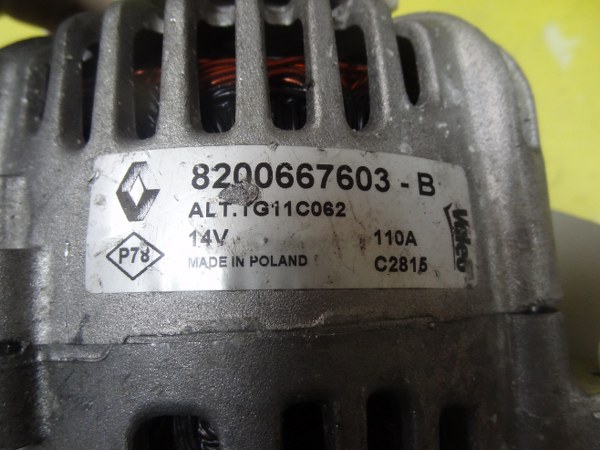 8200667603 - B
ALT.TG11C062
14V 110A
P78 MADE IN POLAND C2815
Valeo